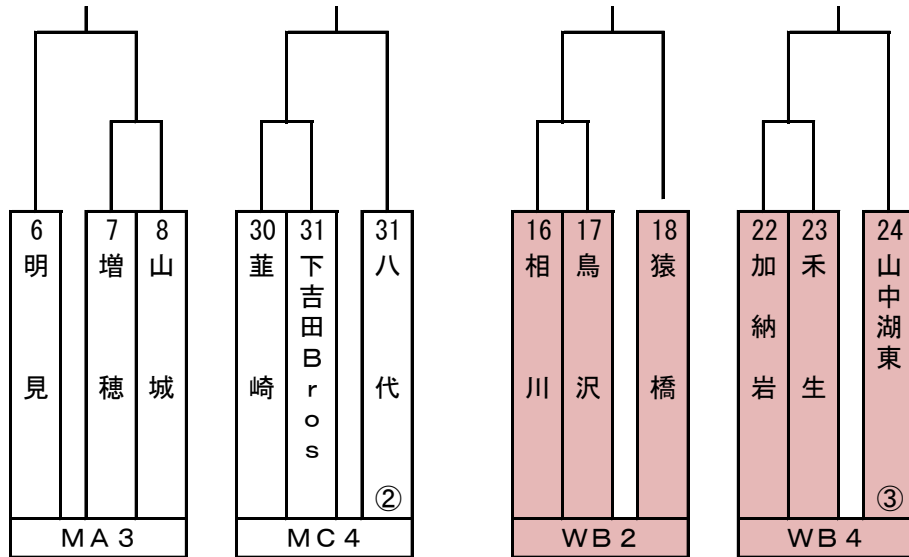 6
明見
7
増穂
8
山城
MA3
30
韮崎
31
下吉田Bros
31
八代
②
MC4
16
相川
17
鳥沢
18
猿橋
WB2
22
加納岩
23
禾生
24
山中湖東
③
WB4